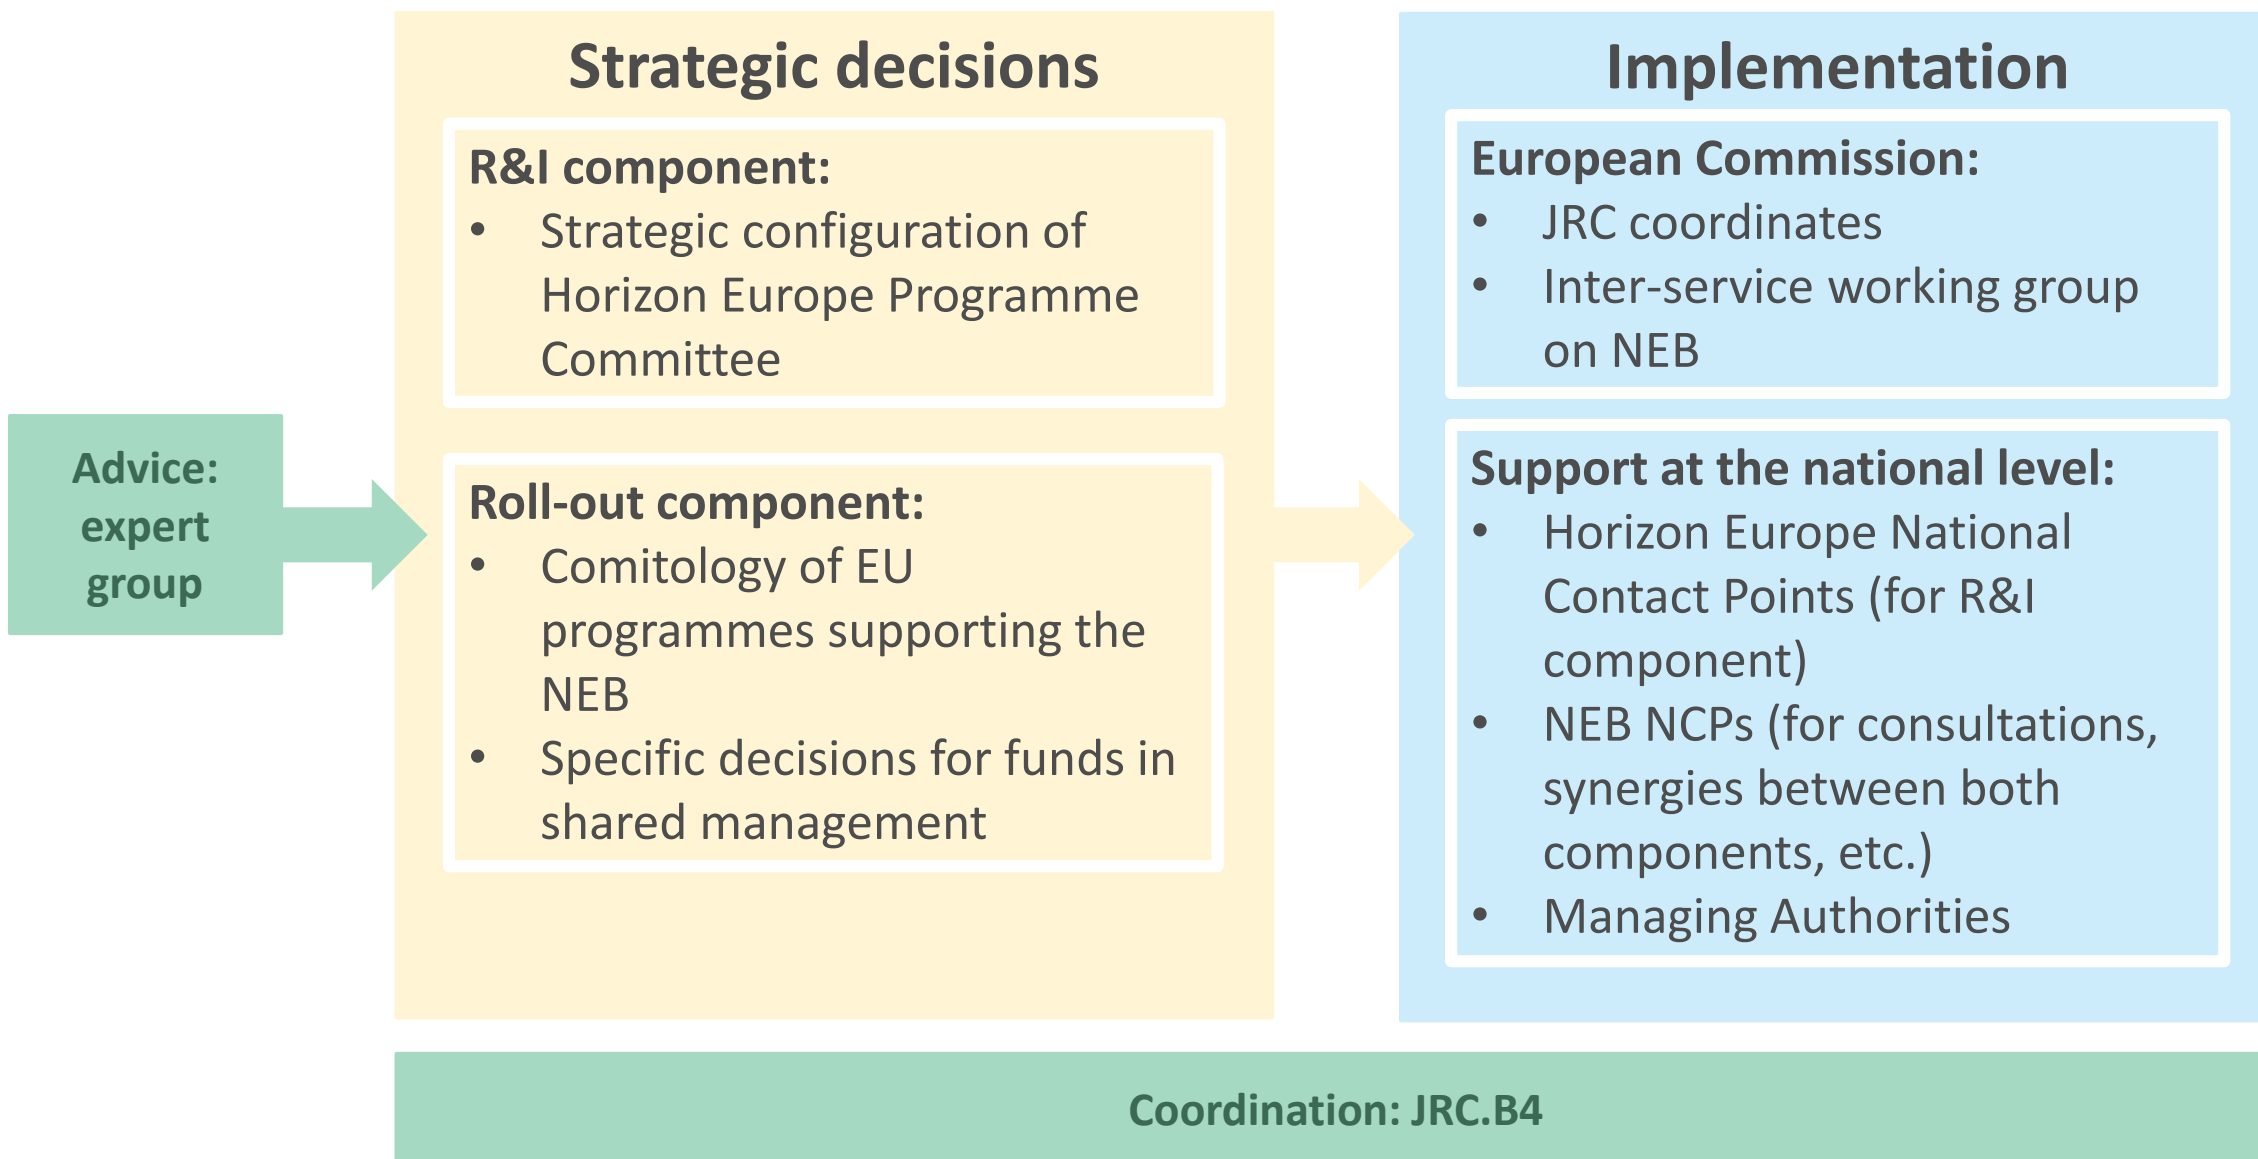 Advice:
expert
group
Strategic decisions
R&I component:
• Strategic configuration of
Horizon Europe Programme
Committee
Roll-out component:
• Comitology of EU
programmes supporting the
NEB
• Specific decisions for funds in
shared management
Implementation
European Commission:
• JRC coordinates
• Inter-service working group
on NEB
Support at the national level:
• Horizon Europe National
Contact Points (for R&I
component)
• NEB NCPs (for consultations,
synergies between both
components, etc.)
• Managing Authorities
Coordination: JRC.B4